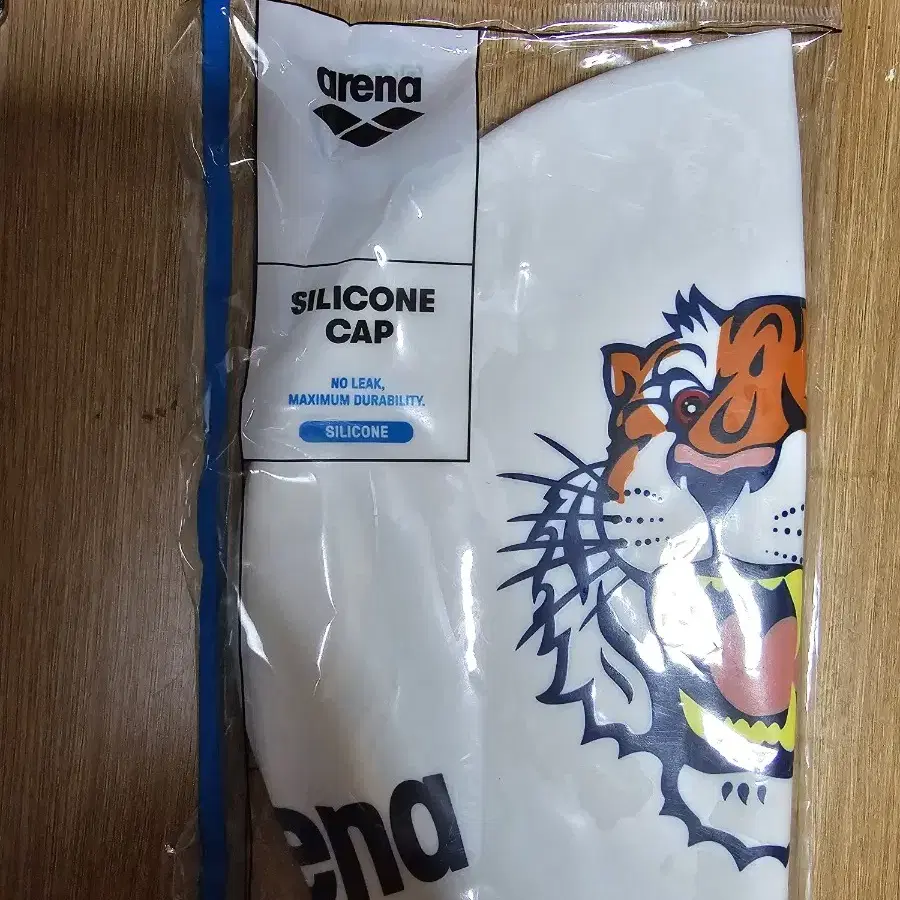 arena
SILICONE
CAP
NO LEAK,
MAXIMUM DURABILITY.
SILICONE
ena